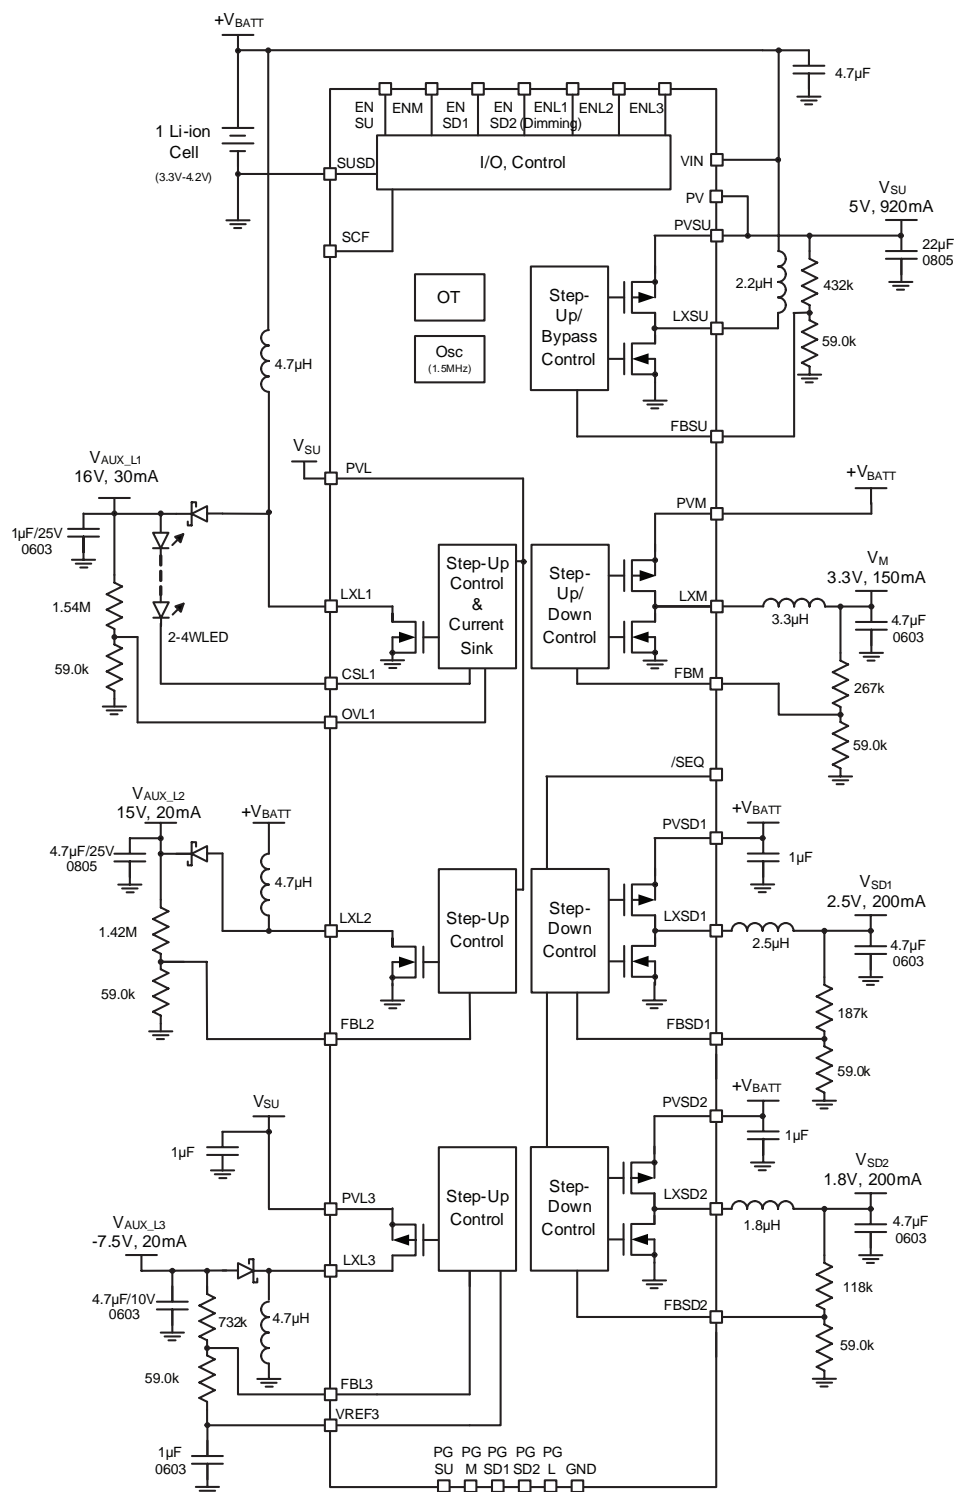 +VBATT
4.7µF
EN
SU
ENM
EN
SD1
EN
SD2
ENL1
(Dimming)
ENL2
ENL3
1 Li-ion
Cell
(3.3V-4.2V)
SUSD
I/O, Control
VIN
PV
VSU
5V, 920mA
PVSU
SCF
22µF
0805
OT
Step-
Up/
Bypass
Control
2.2µH
432k
LXSU
59.0k
Osc
(1.5MHz)
4.7µH
FBSU
VSU
PVL
VAUX_L1
16V, 30mA
+VBATT
PVM
1µF/25V
0603
Step-Up
Control
&
Current
Sink
Step-
Up/
Down
Control
VM
3.3V, 150mA
1.54M
LXL1
LXM
3.3µH
4.7µF
0603
2-4WLED
59.0k
CSL1
FBM
267k
OVL1
59.0k
/SEQ
VAUX_L2
15V, 20mA
+VBATT
+VBATT
PVSD1
4.7µF/25V
0805
4.7µH
1µF
VSD1
2.5V, 200mA
1.42M
LXL2
Step-Up
Control
Step-
Down
Control
LXSD1
2.5µH
4.7µF
0603
59.0k
187k
FBL2
FBSD1
59.0k
VSU
+VBATT
PVSD2
1µF
1µF
VSD2
1.8V, 200mA
PVL3
Step-Up
Control
Step-
Down
Control
LXSD2
1.8µH
4.7µF
0603
VAUX_L3
-7.5V, 20mA
LXL3
4.7µF/10V
0603
732k
4.7µH
118k
FBSD2
59.0k
59.0k
FBL3
VREF3
1µF
0603
PG
SU
PG
M
PG
SD1
PG
SD2
PG
L
GND